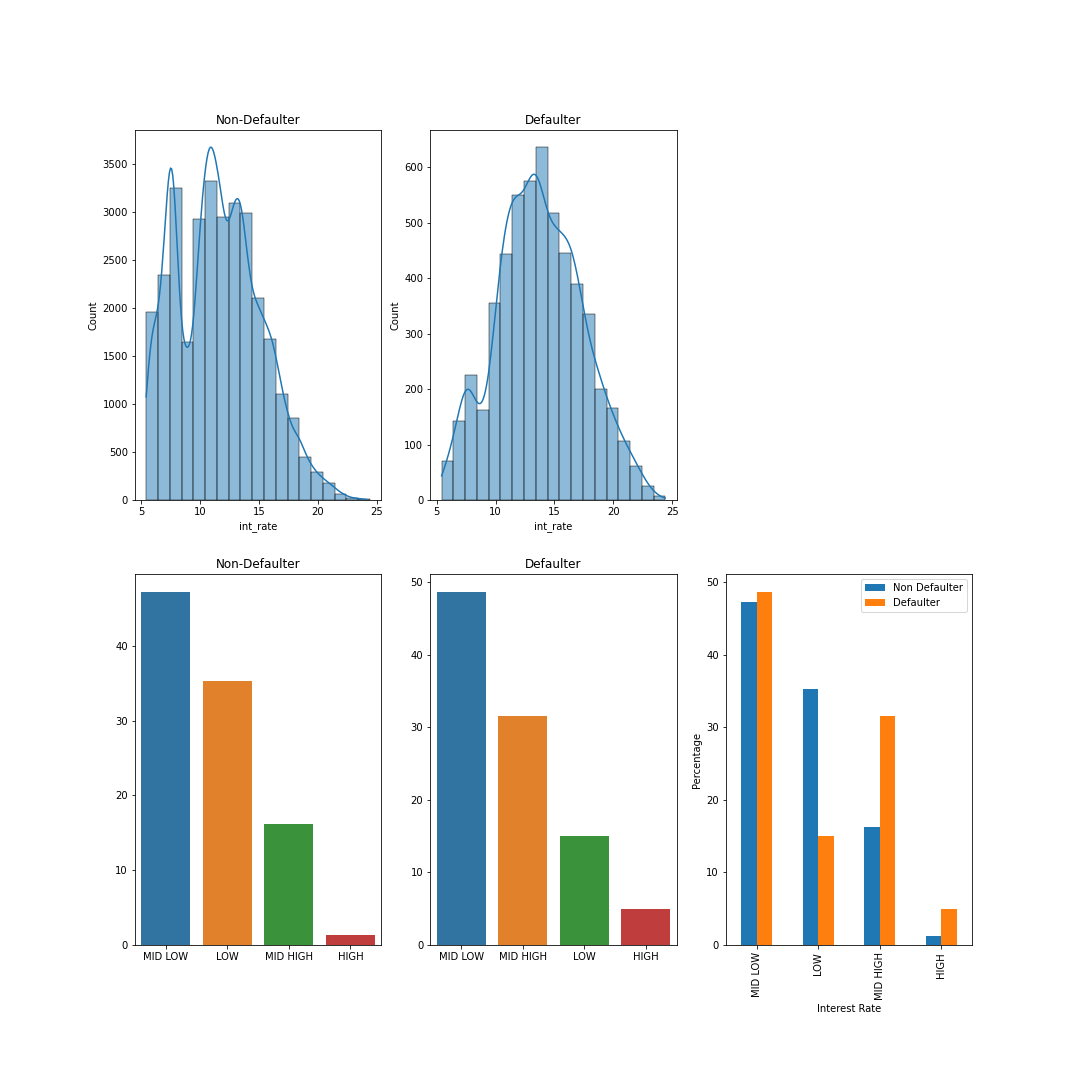 Non-Defaulter
Count
3500
3000
2500
2000
1500
1000
500
0
5 10 15 20 25
int_rate
Defaulter
Count
600
500
400
300
200
100
0
5 10 15 20 25
int_rate
Non-Defaulter
40
30
20
10
0
MID LOW LOW MID HIGH HIGH
Defaulter
50
40
30
20
10
0
MID LOW MID HIGH LOW HIGH
Non Defaulter
Defaulter
Percentage
50
40
30
20
10
0
MID LOW
LOW
MID HIGH
HIGH
Interest Rate